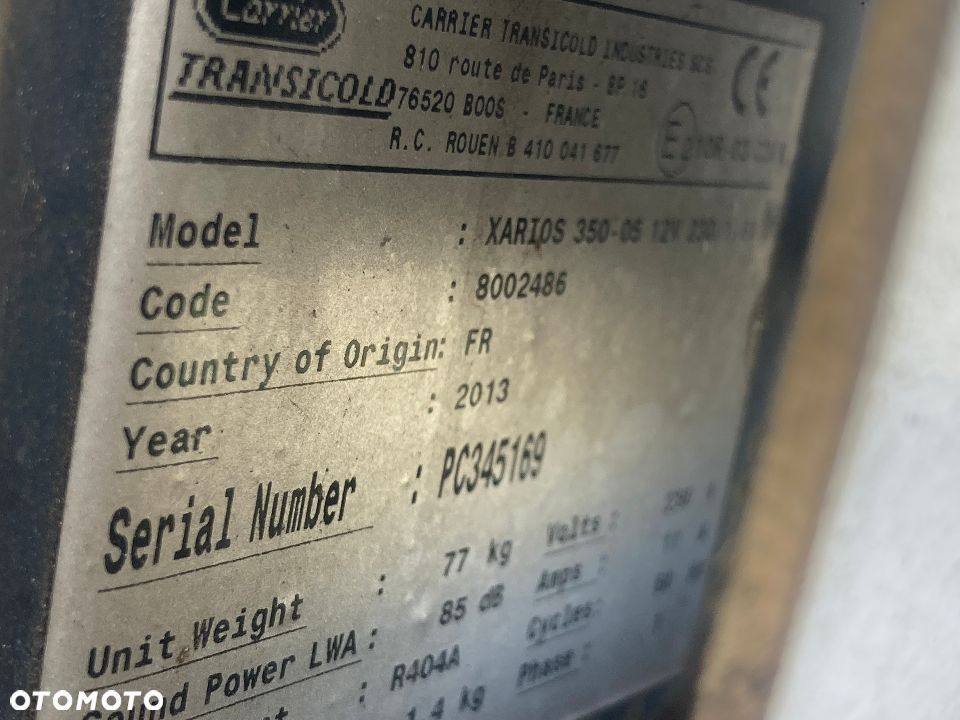 Carrier
TRANSICOLD
CARRIER TRANSICOLD INDUSTRIES SCS
810 route de Paris - BP 16
76520 BOOS - FRANCE
R.C. ROUEN B 410 041 677
CE
E
Model : XARIOS 350-05 12V
Code : 8002486
Country of Origin: FR
Year : 2013
Serial Number : PC345169
Unit Weight : 77 kg Volts :
Sound Power LWA : 85 dB Amps :
R404A Cycles:
1.4 kg Phase :
OTOMOTO